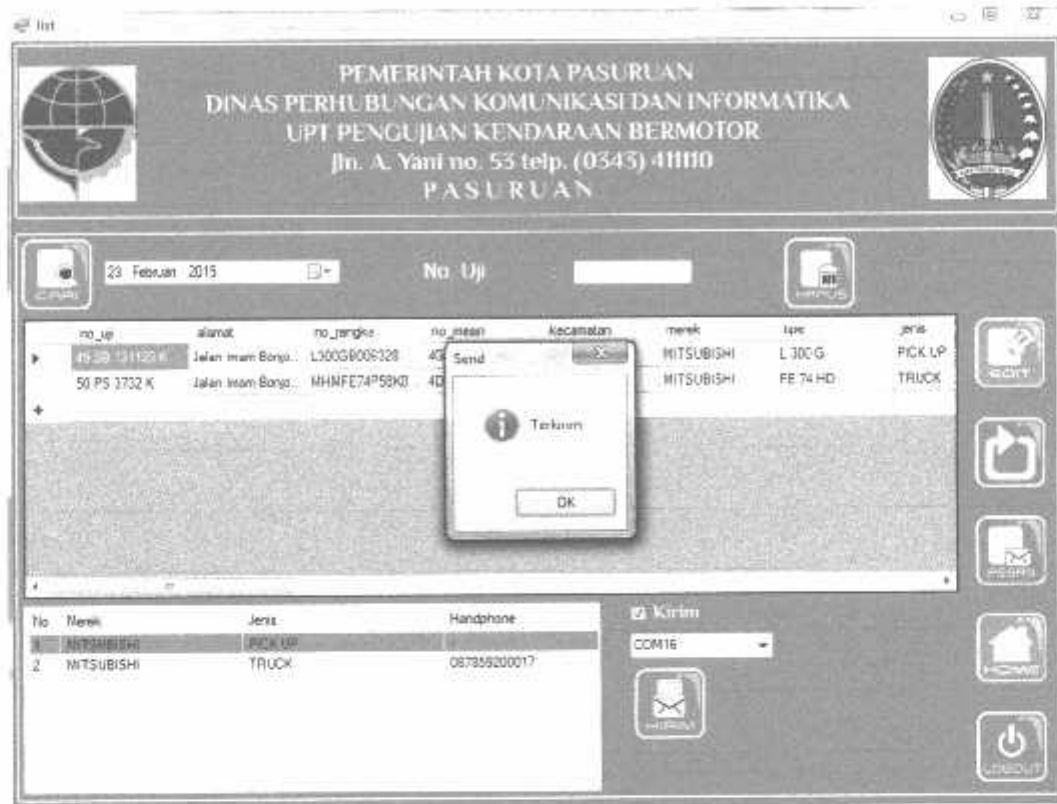 list
PEMERINTAH KOTA PASURUAN
DINAS PERHUBUNGAN KOMUNIKASI DAN INFORMATIKA
UPT PENGUJIAN KENDARAAN BERMOTOR
Jln. A. Yani no. 53 telp. (0343) 411110
PASURUAN
CARI 23 Februari 2015 No Uji : HAPUS
no_uji alamat no_rangka no_mesin kecamatan merek type jenis
Jalan Imam Bonjo... MITSUBISHI L 300 G PICK UP
50 PS 3732 K Jalan Imam Bonjo... 4D MITSUBISHI FE 74 HD TRUCK
EDIT
Send
Terkirim
OK
PESAN
No Merek Jenis Handphone
1 MITSUBISHI PICK UP
2 MITSUBISHI TRUCK 087859200017
Kirim
COM16
KIRIM
HOME
LOGOUT